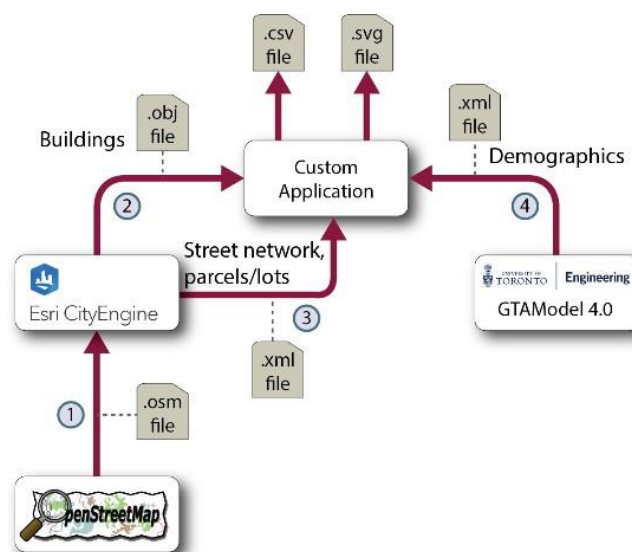 .csv
file
.svg
file
.obj
file
.xml
file
Buildings
Custom
Application
Demographics
2
4
Street network,
parcels/lots
Esri CityEngine
3
UNIVERSITY OF
TORONTO
Engineering
GTAModel 4.0
.xml
file
1
.osm
file
OpenStreetMap